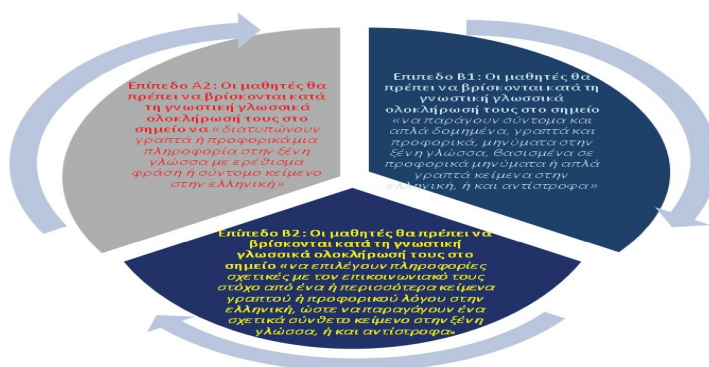 Επίπεδο Α2: Οι μαθητές θα
πρέπει να βρίσκονται κατά
τη γνωστική γλωσσικά
ολοκλήρωσή τους στο
σημείο να «διατυπώνουν
γραπτά ή προφορικά μια
πληροφορία στην ξένη
γλώσσα με ερέθισμα
φράση ή σύντομο κείμενο
στην ελληνική»
Επιπεδο Β1: Οι μαθητές θα
πρέπει να βρίσκονται κατά
τη γνωστική γλωσσικά
ολοκλήρωσή τους στο σημείο
«να παράγουν σύντομα και
απλά δομημένα, γραπτά και
προφορικά, μηνύματα στην
ξένη γλώσσα, βασισμένα σε
προφορικά μηνύματα ή απλά
γραπτά κείμενα στην
ελληνική, ή και αντίστροφα»
Επίπεδο Β2: Οι μαθητές θα πρέπει να
βρίσκονται κατά τη γνωστική
γλωσσικά ολοκλήρωσή τους στο
σημείο «να επιλέγουν πληροφορίες
σχετικές με τον επικοινωνιακό τους
στόχο από ένα ή περισσότερα κείμενα
γραπτού ή προφορικού λόγου στην
ελληνική, ώστε να παραγάγουν ένα
σχετικά σύνθετο κείμενο στην ξένη
γλώσσα, ή και αντίστροφα»